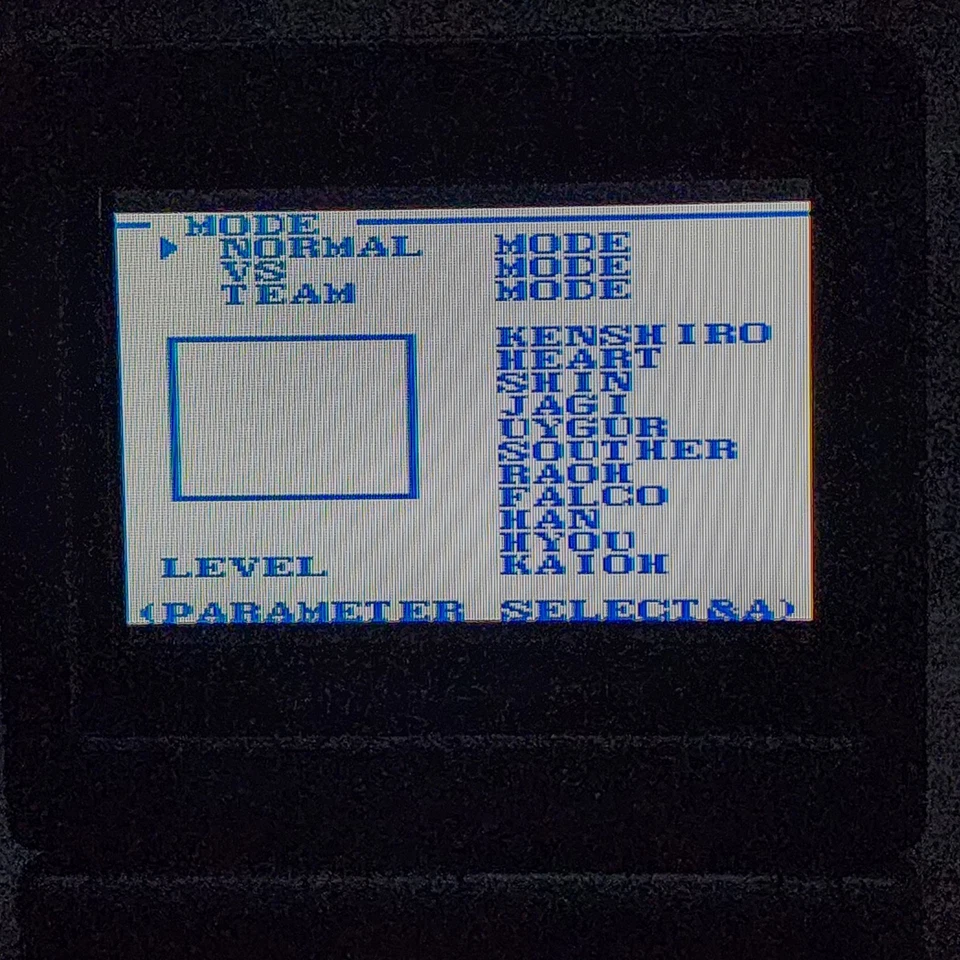 MODE
NORMAL MODE
VS MODE
TEAM MODE
KENSHIRO
HEART
SHIN
JAGI
UYGUR
SOUTHER
RAOH
FALCO
HAN
HYOU
LEVEL KAIOH
(PARAMETER SELECT&A)